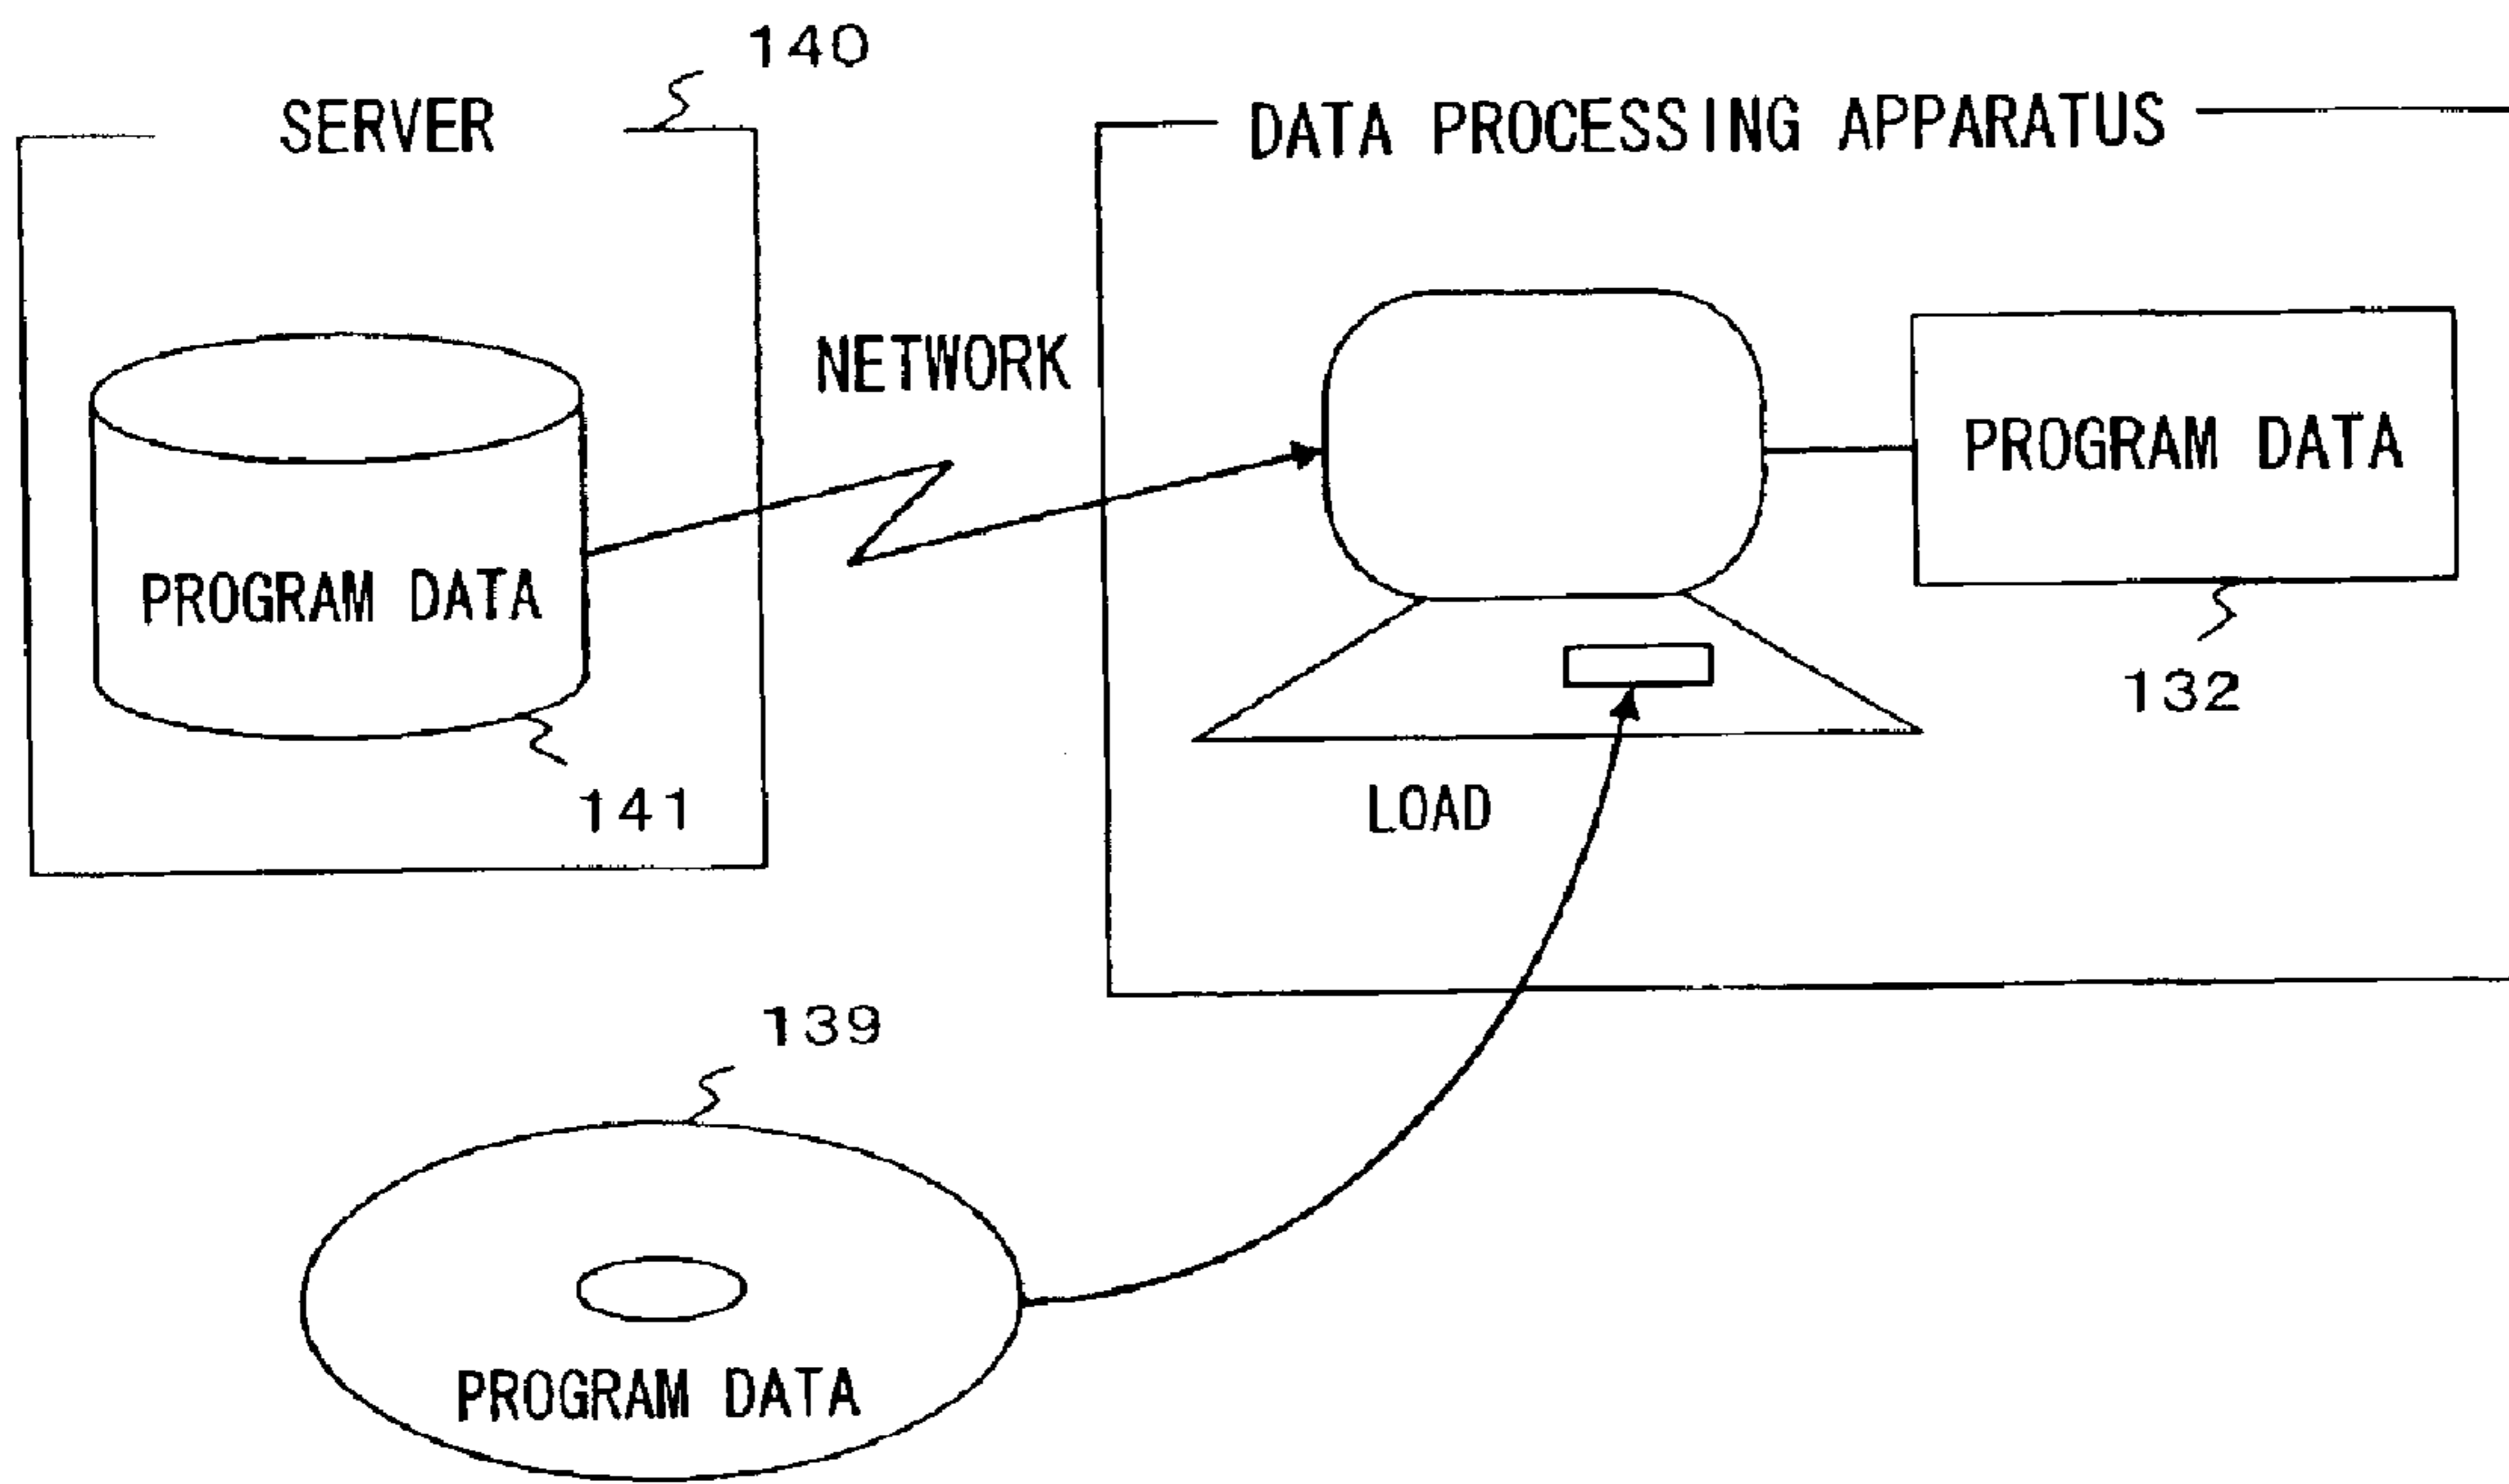 140
SERVER
DATA PROCESSING APPARATUS
NETWORK
PROGRAM DATA
PROGRAM DATA
132
141
LOAD
139
PROGRAM DATA